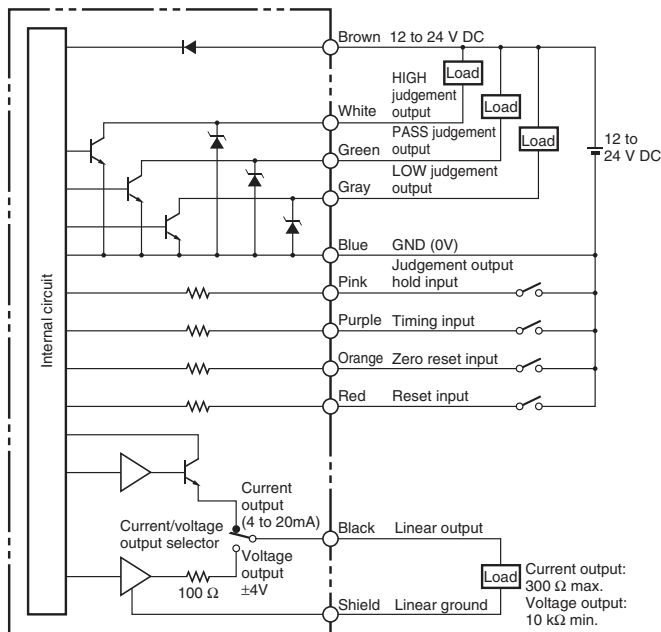 Brown 12 to 24 V DC
HIGH
judgement
output
Load
White
PASS judgement
output
Load
Green
LOW judgement
output
Load
Gray
12 to
24 V DC
Blue GND (0V)
Judgement output
hold input
Pink
Purple Timing input
Orange Zero reset input
Red Reset input
Internal circuit
Current
output
(4 to 20mA)
Current/voltage
output selector
Black Linear output
Voltage
output
±4V
100 Ω
Shield Linear ground
Load
Current output:
300 Ω max.
Voltage output:
10 kΩ min.